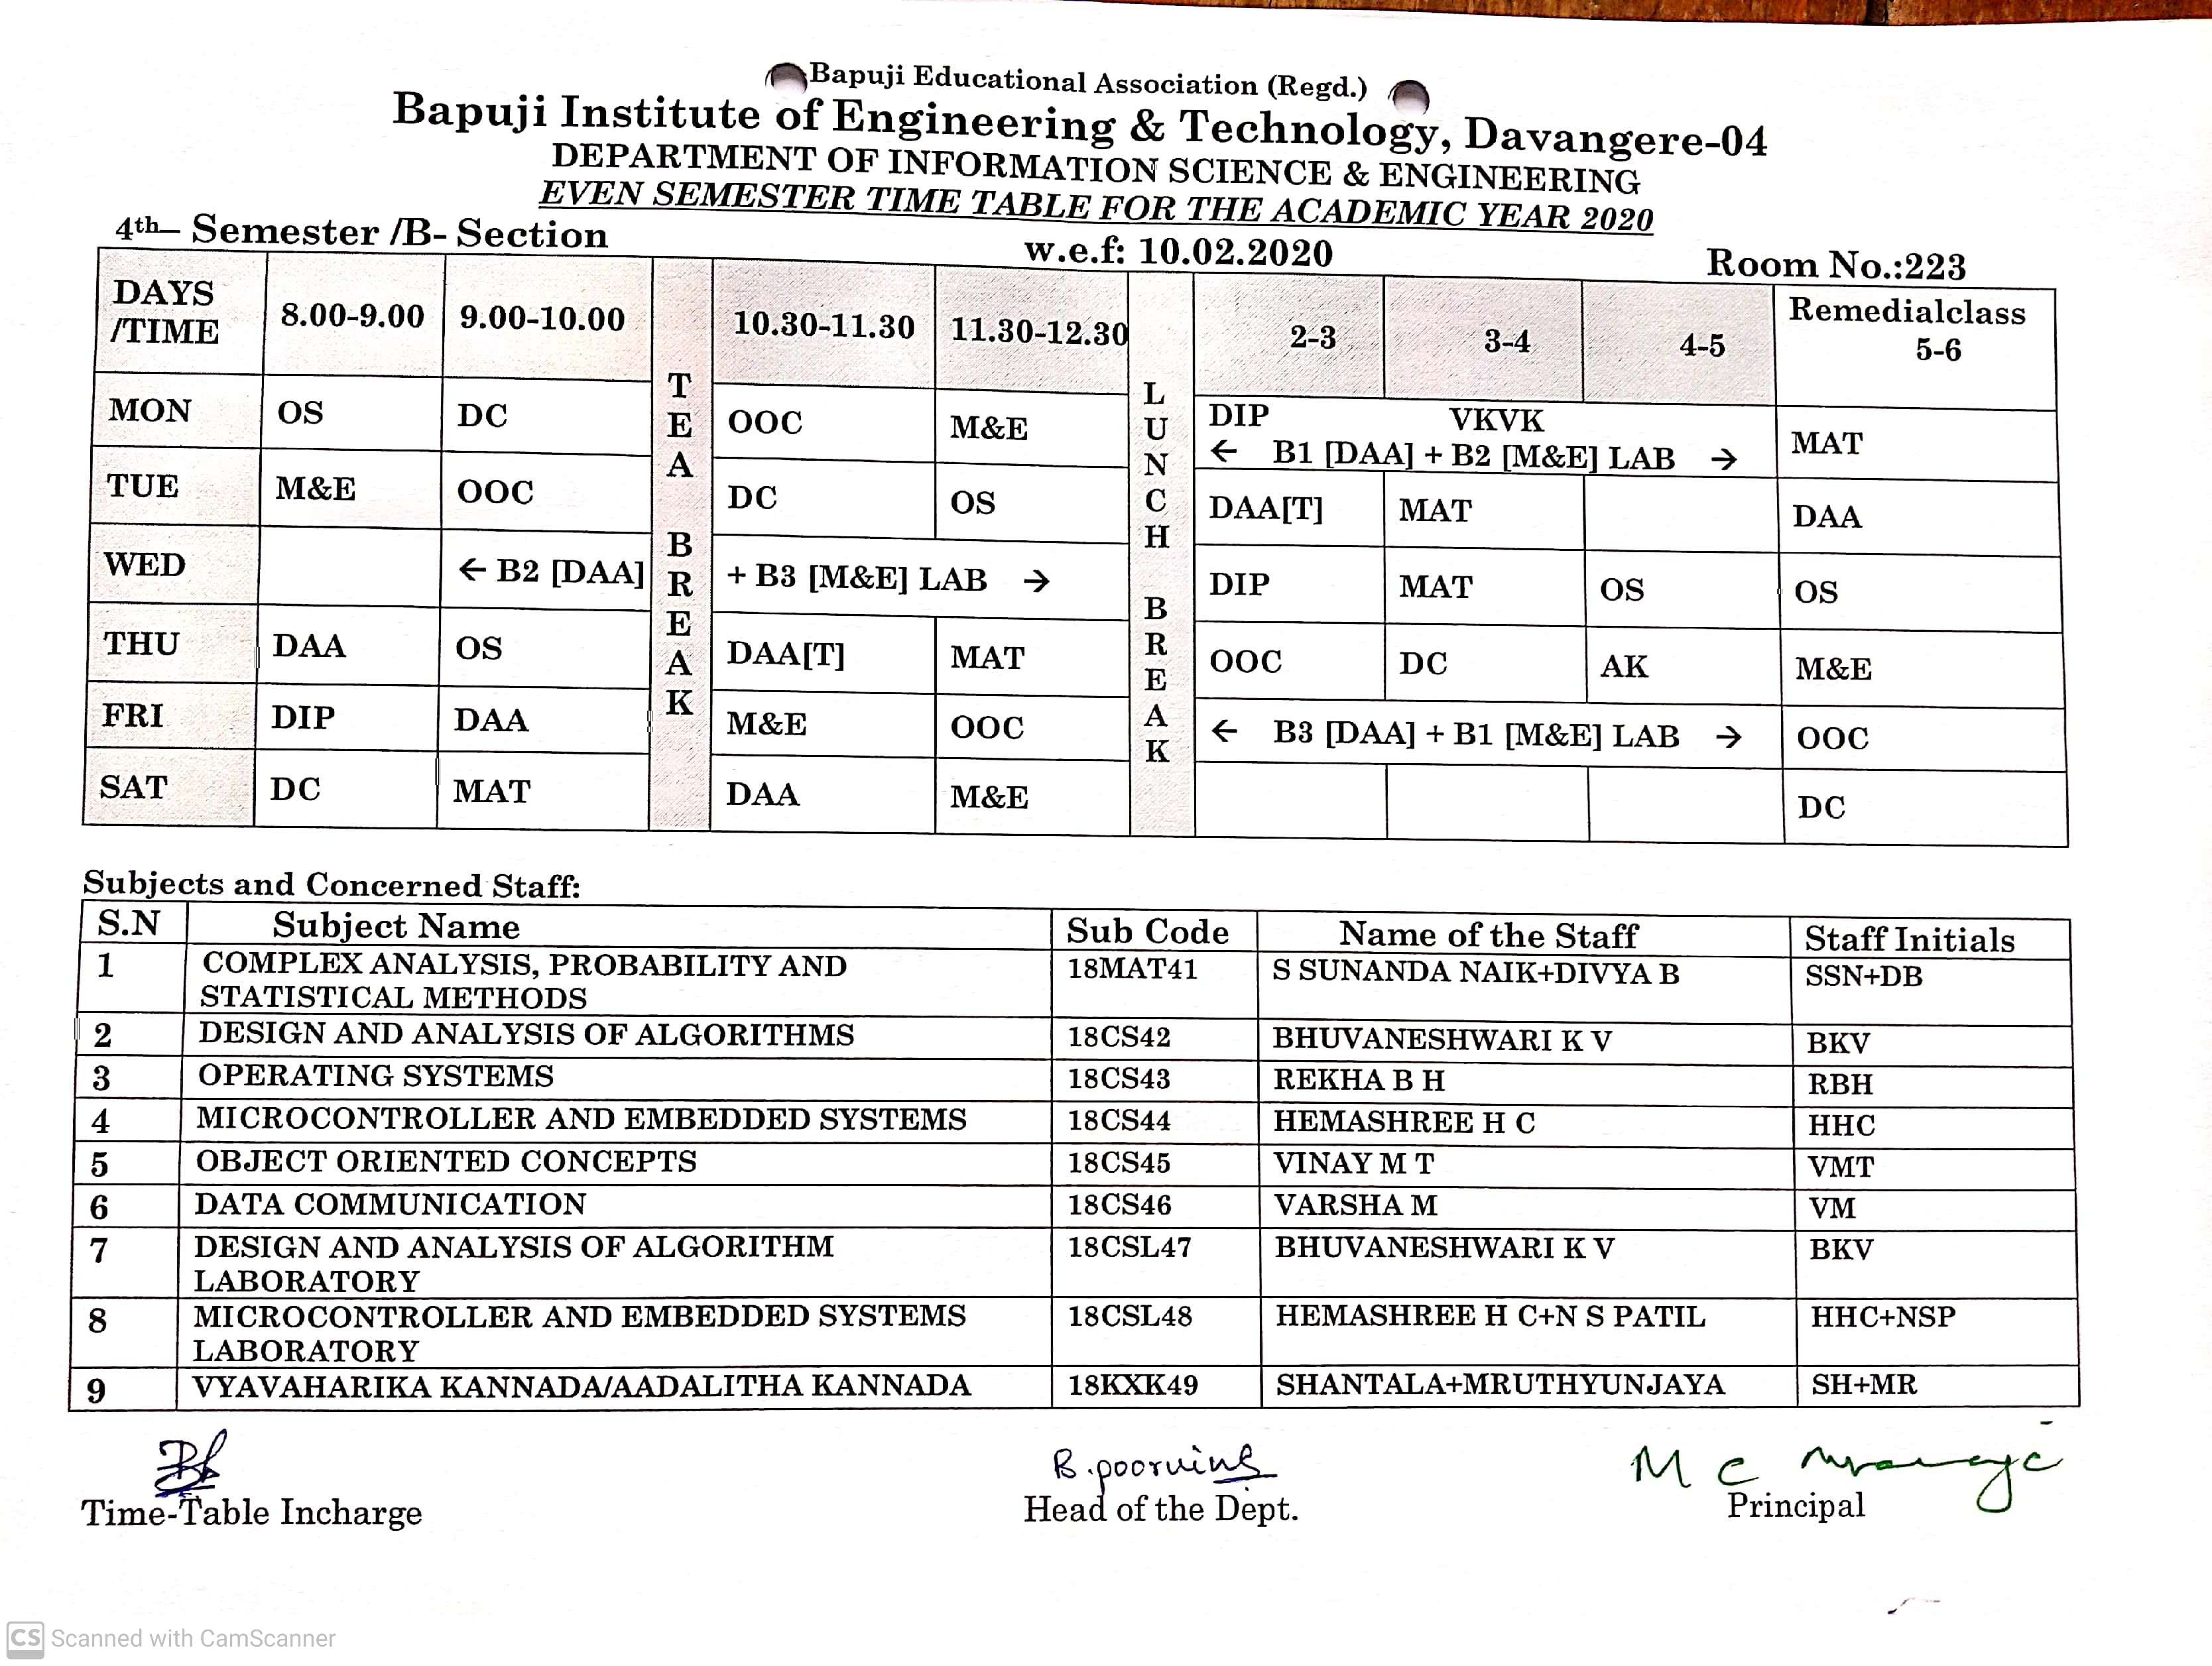 Bapuji Educational Association (Regd.)
Bapuji Institute of Engineering & Technology, Davangere-04
DEPARTMENT OF INFORMATION SCIENCE & ENGINEERING
EVEN SEMESTER TIME TABLE FOR THE ACADEMIC YEAR 2020
4th– Semester /B- Section w.e.f: 10.02.2020 Room No.:223
DAYS /TIME 8.00-9.00 9.00-10.00 TEA BREAK 10.30-11.30 11.30-12.30 LUNCH BREAK 2-3 3-4 4-5 Remedialclass 5-6
MON OS DC OOC M&E DIP VKVK MAT
← B1 [DAA] + B2 [M&E] LAB →
TUE M&E OOC DC OS DAA[T] MAT DAA
WED ← B2 [DAA] + B3 [M&E] LAB → DIP MAT OS OS
THU DAA OS DAA[T] MAT OOC DC AK M&E
FRI DIP DAA M&E OOC ← B3 [DAA] + B1 [M&E] LAB → OOC
SAT DC MAT DAA M&E DC
Subjects and Concerned Staff:
S.N Subject Name Sub Code Name of the Staff Staff Initials
1 COMPLEX ANALYSIS, PROBABILITY AND 18MAT41 S SUNANDA NAIK+DIVYA B SSN+DB
STATISTICAL METHODS
2 DESIGN AND ANALYSIS OF ALGORITHMS 18CS42 BHUVANESHWARI K V BKV
3 OPERATING SYSTEMS 18CS43 REKHA B H RBH
4 MICROCONTROLLER AND EMBEDDED SYSTEMS 18CS44 HEMASHREE H C HHC
5 OBJECT ORIENTED CONCEPTS 18CS45 VINAY M T VMT
6 DATA COMMUNICATION 18CS46 VARSHA M VM
7 DESIGN AND ANALYSIS OF ALGORITHM 18CSL47 BHUVANESHWARI K V BKV
LABORATORY
8 MICROCONTROLLER AND EMBEDDED SYSTEMS 18CSL48 HEMASHREE H C+N S PATIL HHC+NSP
LABORATORY
9 VYAVAHARIKA KANNADA/AADALITHA KANNADA 18KXK49 SHANTALA+MRUTHYUNJAYA SH+MR
Time-Table Incharge Head of the Dept. Principal
CS Scanned with CamScanner